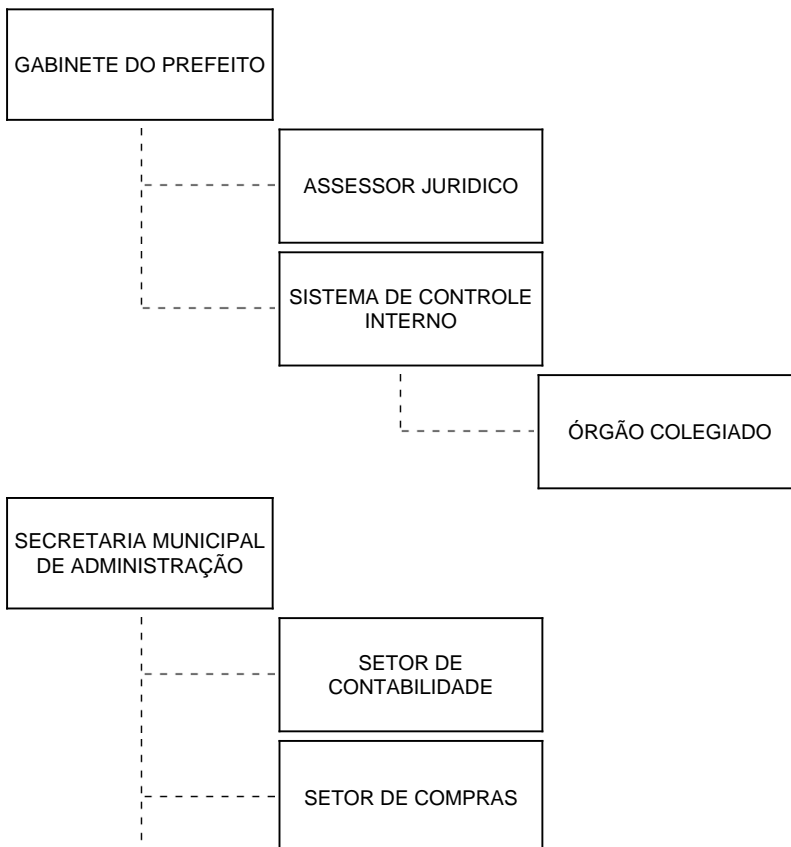 GABINETE DO PREFEITO
ASSESSOR JURIDICO
SISTEMA DE CONTROLE
INTERNO
ÓRGÃO COLEGIADO
SECRETARIA MUNICIPAL
DE ADMINISTRAÇÃO
SETOR DE
CONTABILIDADE
SETOR DE COMPRAS